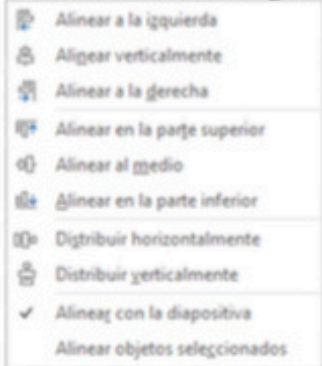 Alinear a la izquierda
Alinear verticalmente
Alinear a la derecha
Alinear en la parte superior
Alinear al medio
Alinear en la parte inferior
Distribuir horizontalmente
Distribuir verticalmente
Alinear con la diapositiva
Alinear objetos seleccionados